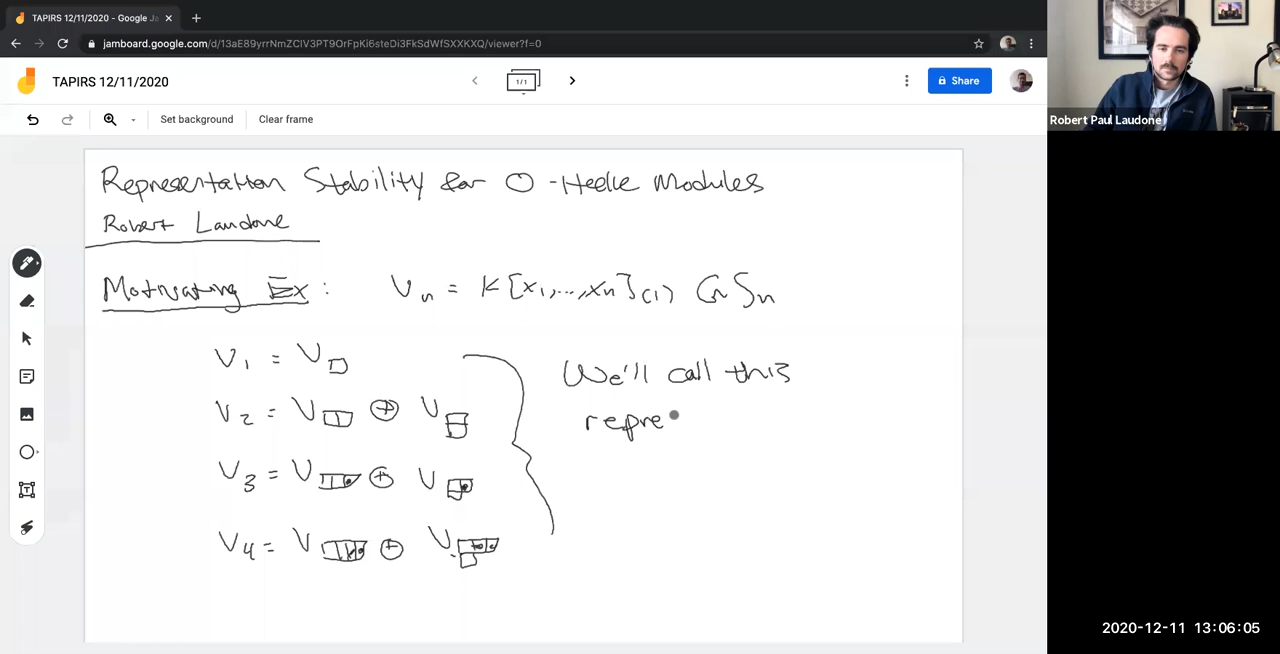 TAPIRS 12/11/2020 - Google Ja
jamboard.google.com/d/13aE89yrrNmZClV3PT9OrFpKi6steDi3FkSdWfSXXKXQ/viewer?f=0
TAPIRS 12/11/2020
1/1
Share
Set background
Clear frame
Robert Paul Laudone
Representation Stability for 0-Hecke Modules
Robert Laudone
Motivating Ex: Vn = K[x1,...,xn](1) Sn
V1 = V
V2 = V ⊕ V
V3 = V ⊕ V
V4 = V ⊕ V
We'll call this
repre
2020-12-11 13:06:05